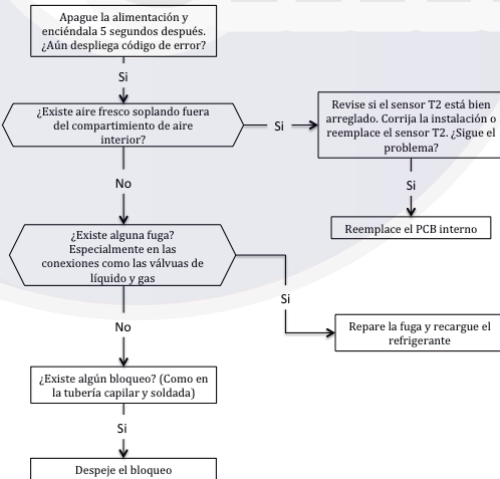 Apague la alimentación y
enciéndala 5 segundos después.
¿Aún despliega código de error?
Si
¿Existe aire fresco soplando fuera
del compartimiento de aire
interior?
Si
Revise si el sensor T2 está bien
arreglado. Corrija la instalación o
reemplace el sensor T2. ¿Sigue el
problema?
Si
Reemplace el PCB interno
No
¿Existe alguna fuga?
Especialmente en las
conexiones como las válvuas de
líquido y gas
Si
Repare la fuga y recargue el
refrigerante
No
¿Existe algún bloqueo? (Como en
la tubería capilar y soldada)
Si
Despeje el bloqueo